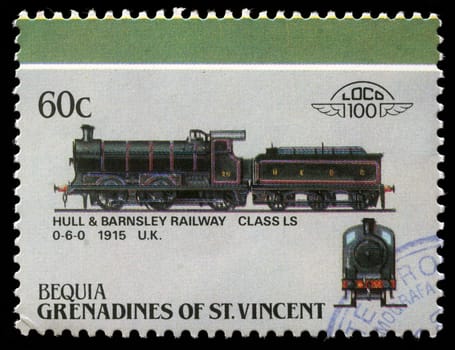 60c
LOCO
100
HULL & BARNSLEY RAILWAY CLASS LS
0-6-0 1915 U.K.
BEQUIA
GRENADINES OF ST. VINCENT